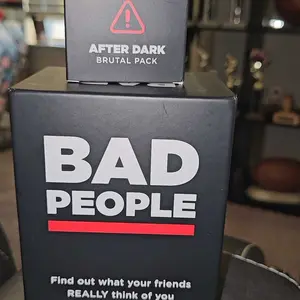 AFTER DARK
BRUTAL PACK
BAD
PEOPLE
Find out what your friends
REALLY think of you